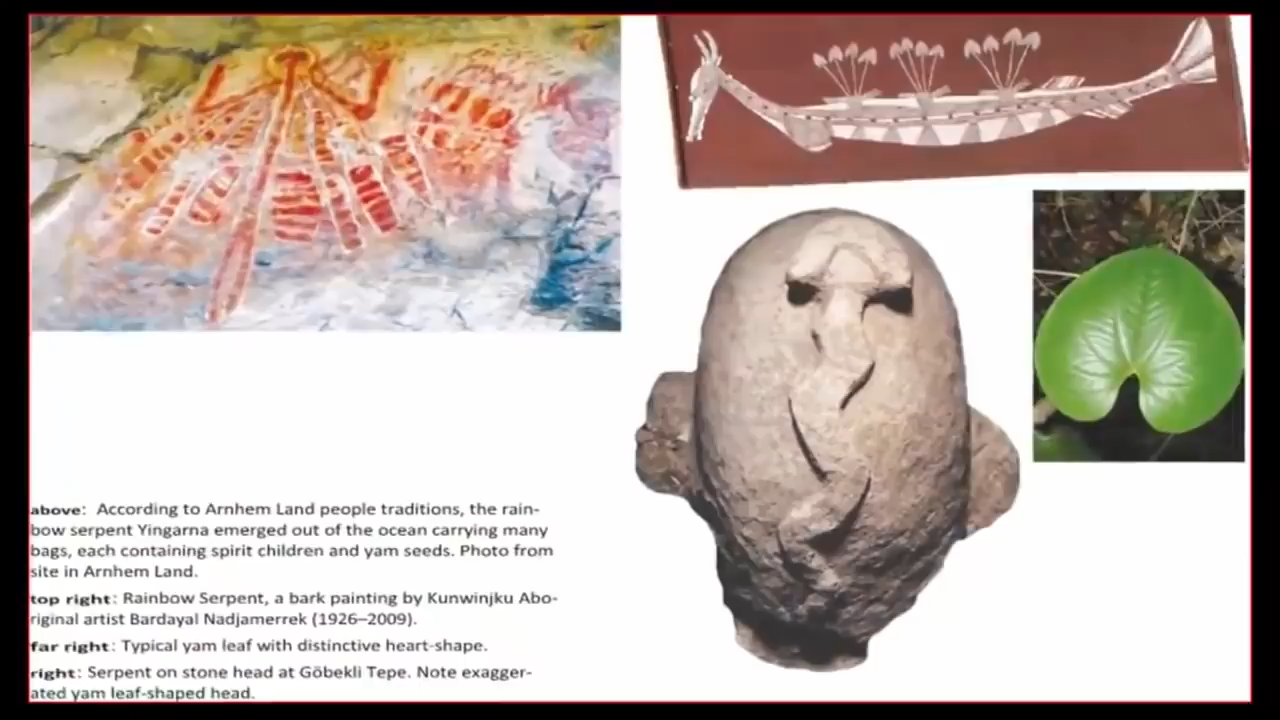 above: According to Arnhem Land people traditions, the rain-
bow serpent Yingarna emerged out of the ocean carrying many
bags, each containing spirit children and yam seeds. Photo from
site in Arnhem Land.
top right: Rainbow Serpent, a bark painting by Kunwinjku Abo-
riginal artist Bardayal Nadjamerrek (1926–2009).
far right: Typical yam leaf with distinctive heart-shape.
right: Serpent on stone head at Göbekli Tepe. Note exagger-
ated yam leaf-shaped head.